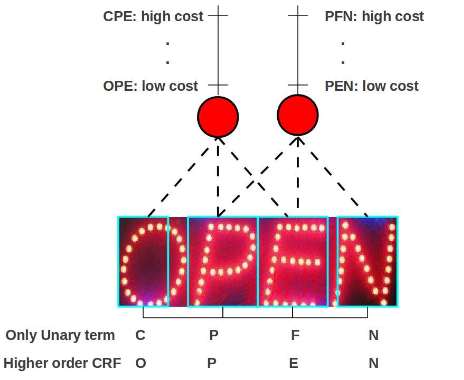 CPE: high cost PFN: high cost
. .
. .
OPE: low cost PEN: low cost
OPEN
Only Unary term C P F N
Higher order CRF O P E N